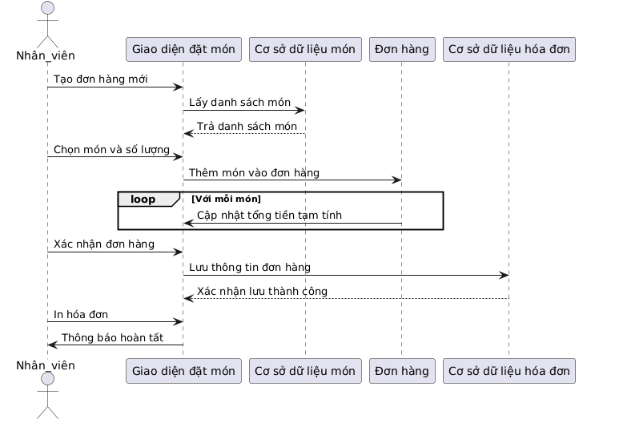 Nhân_viên
Giao diện đặt món
Cơ sở dữ liệu món
Đơn hàng
Cơ sở dữ liệu hóa đơn
Tạo đơn hàng mới
Lấy danh sách món
Trả danh sách món
Chọn món và số lượng
Thêm món vào đơn hàng
loop [Với mỗi món]
Cập nhật tổng tiền tạm tính
Xác nhận đơn hàng
Lưu thông tin đơn hàng
Xác nhận lưu thành công
In hóa đơn
Thông báo hoàn tất
Nhân_viên
Giao diện đặt món
Cơ sở dữ liệu món
Đơn hàng
Cơ sở dữ liệu hóa đơn